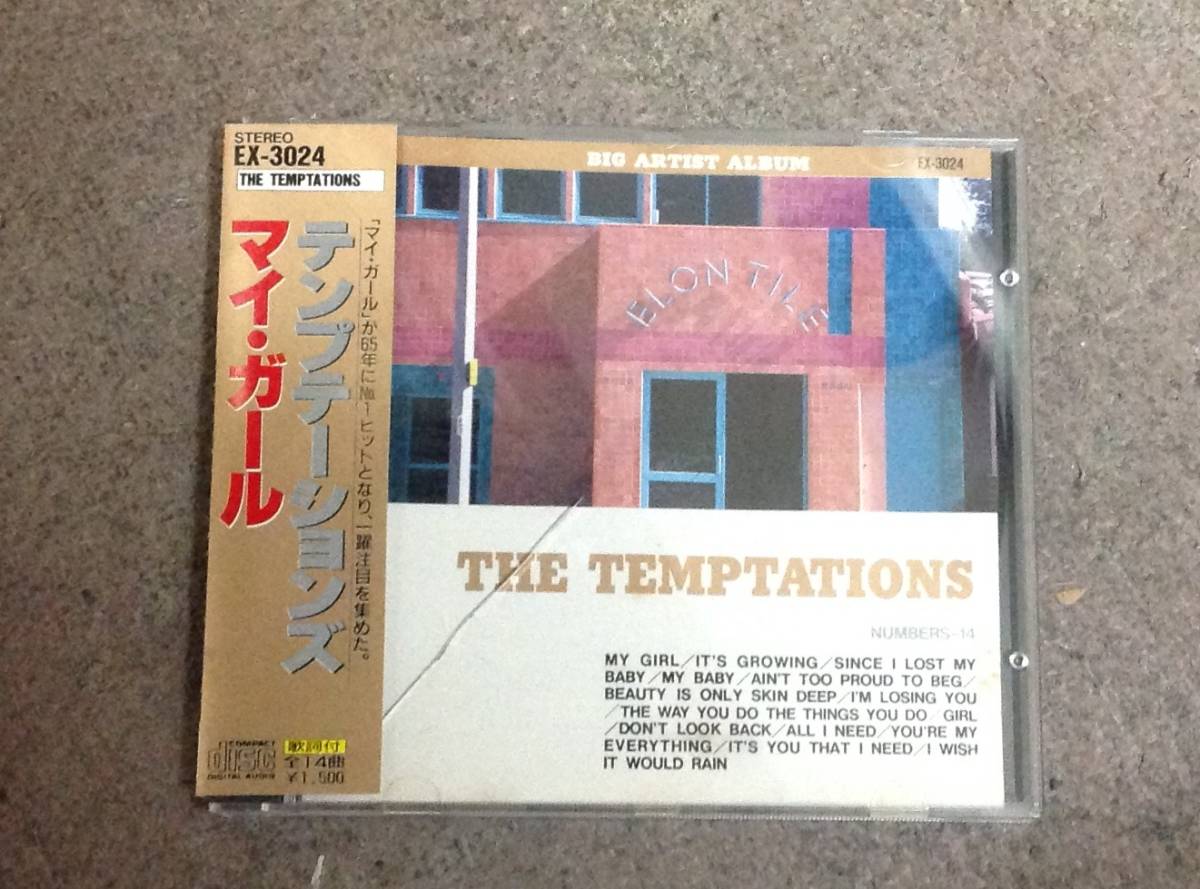 STEREO
EX-3024
THE TEMPTATIONS
「マイ・ガール」が65年に№1ヒットとなり、一躍注目を集めた。
テンプテーションズ
マイ・ガール
COMPACT
disc
DIGITAL AUDIO
歌詞付
全14曲
¥1,500
BIG ARTIST ALBUM
EX-3024
ELON TILE
THE TEMPTATIONS
NUMBERS-14
MY GIRL/IT'S GROWING/SINCE I LOST MY
BABY/MY BABY/AIN'T TOO PROUD TO BEG/
BEAUTY IS ONLY SKIN DEEP/I'M LOSING YOU
/THE WAY YOU DO THE THINGS YOU DO/GIRL
/DON'T LOOK BACK/ALL I NEED/YOU'RE MY
EVERYTHING/IT'S YOU THAT I NEED/I WISH
IT WOULD RAIN